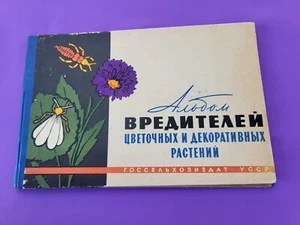 Альбом
ВРЕДИТЕЛЕЙ
ЦВЕТОЧНЫХ И ДЕКОРАТИВНЫХ
РАСТЕНИЙ
ГОССЕЛЬХОЗИЗДАТ УССР